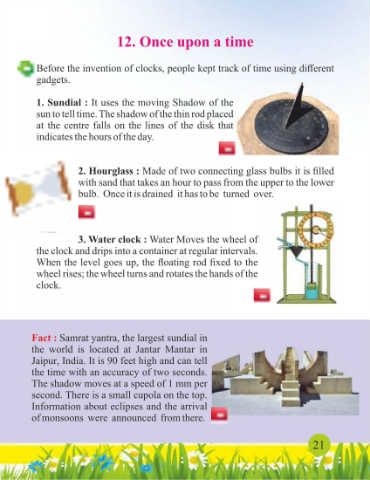 12. Once upon a time
Before the invention of clocks, people kept track of time using different
gadgets.
1. Sundial : It uses the moving Shadow of the
sun to tell time. The shadow of the thin rod placed
at the centre falls on the lines of the disk that
indicates the hours of the day.
2. Hourglass : Made of two connecting glass bulbs it is filled
with sand that takes an hour to pass from the upper to the lower
bulb. Once it is drained it has to be turned over.
3. Water clock : Water Moves the wheel of
the clock and drips into a container at regular intervals.
When the level goes up, the floating rod fixed to the
wheel rises; the wheel turns and rotates the hands of the
clock.
Fact : Samrat yantra, the largest sundial in
the world is located at Jantar Mantar in
Jaipur, India. It is 90 feet high and can tell
the time with an accuracy of two seconds.
The shadow moves at a speed of 1 mm per
second. There is a small cupola on the top.
Information about eclipses and the arrival
of monsoons were announced from there.
21